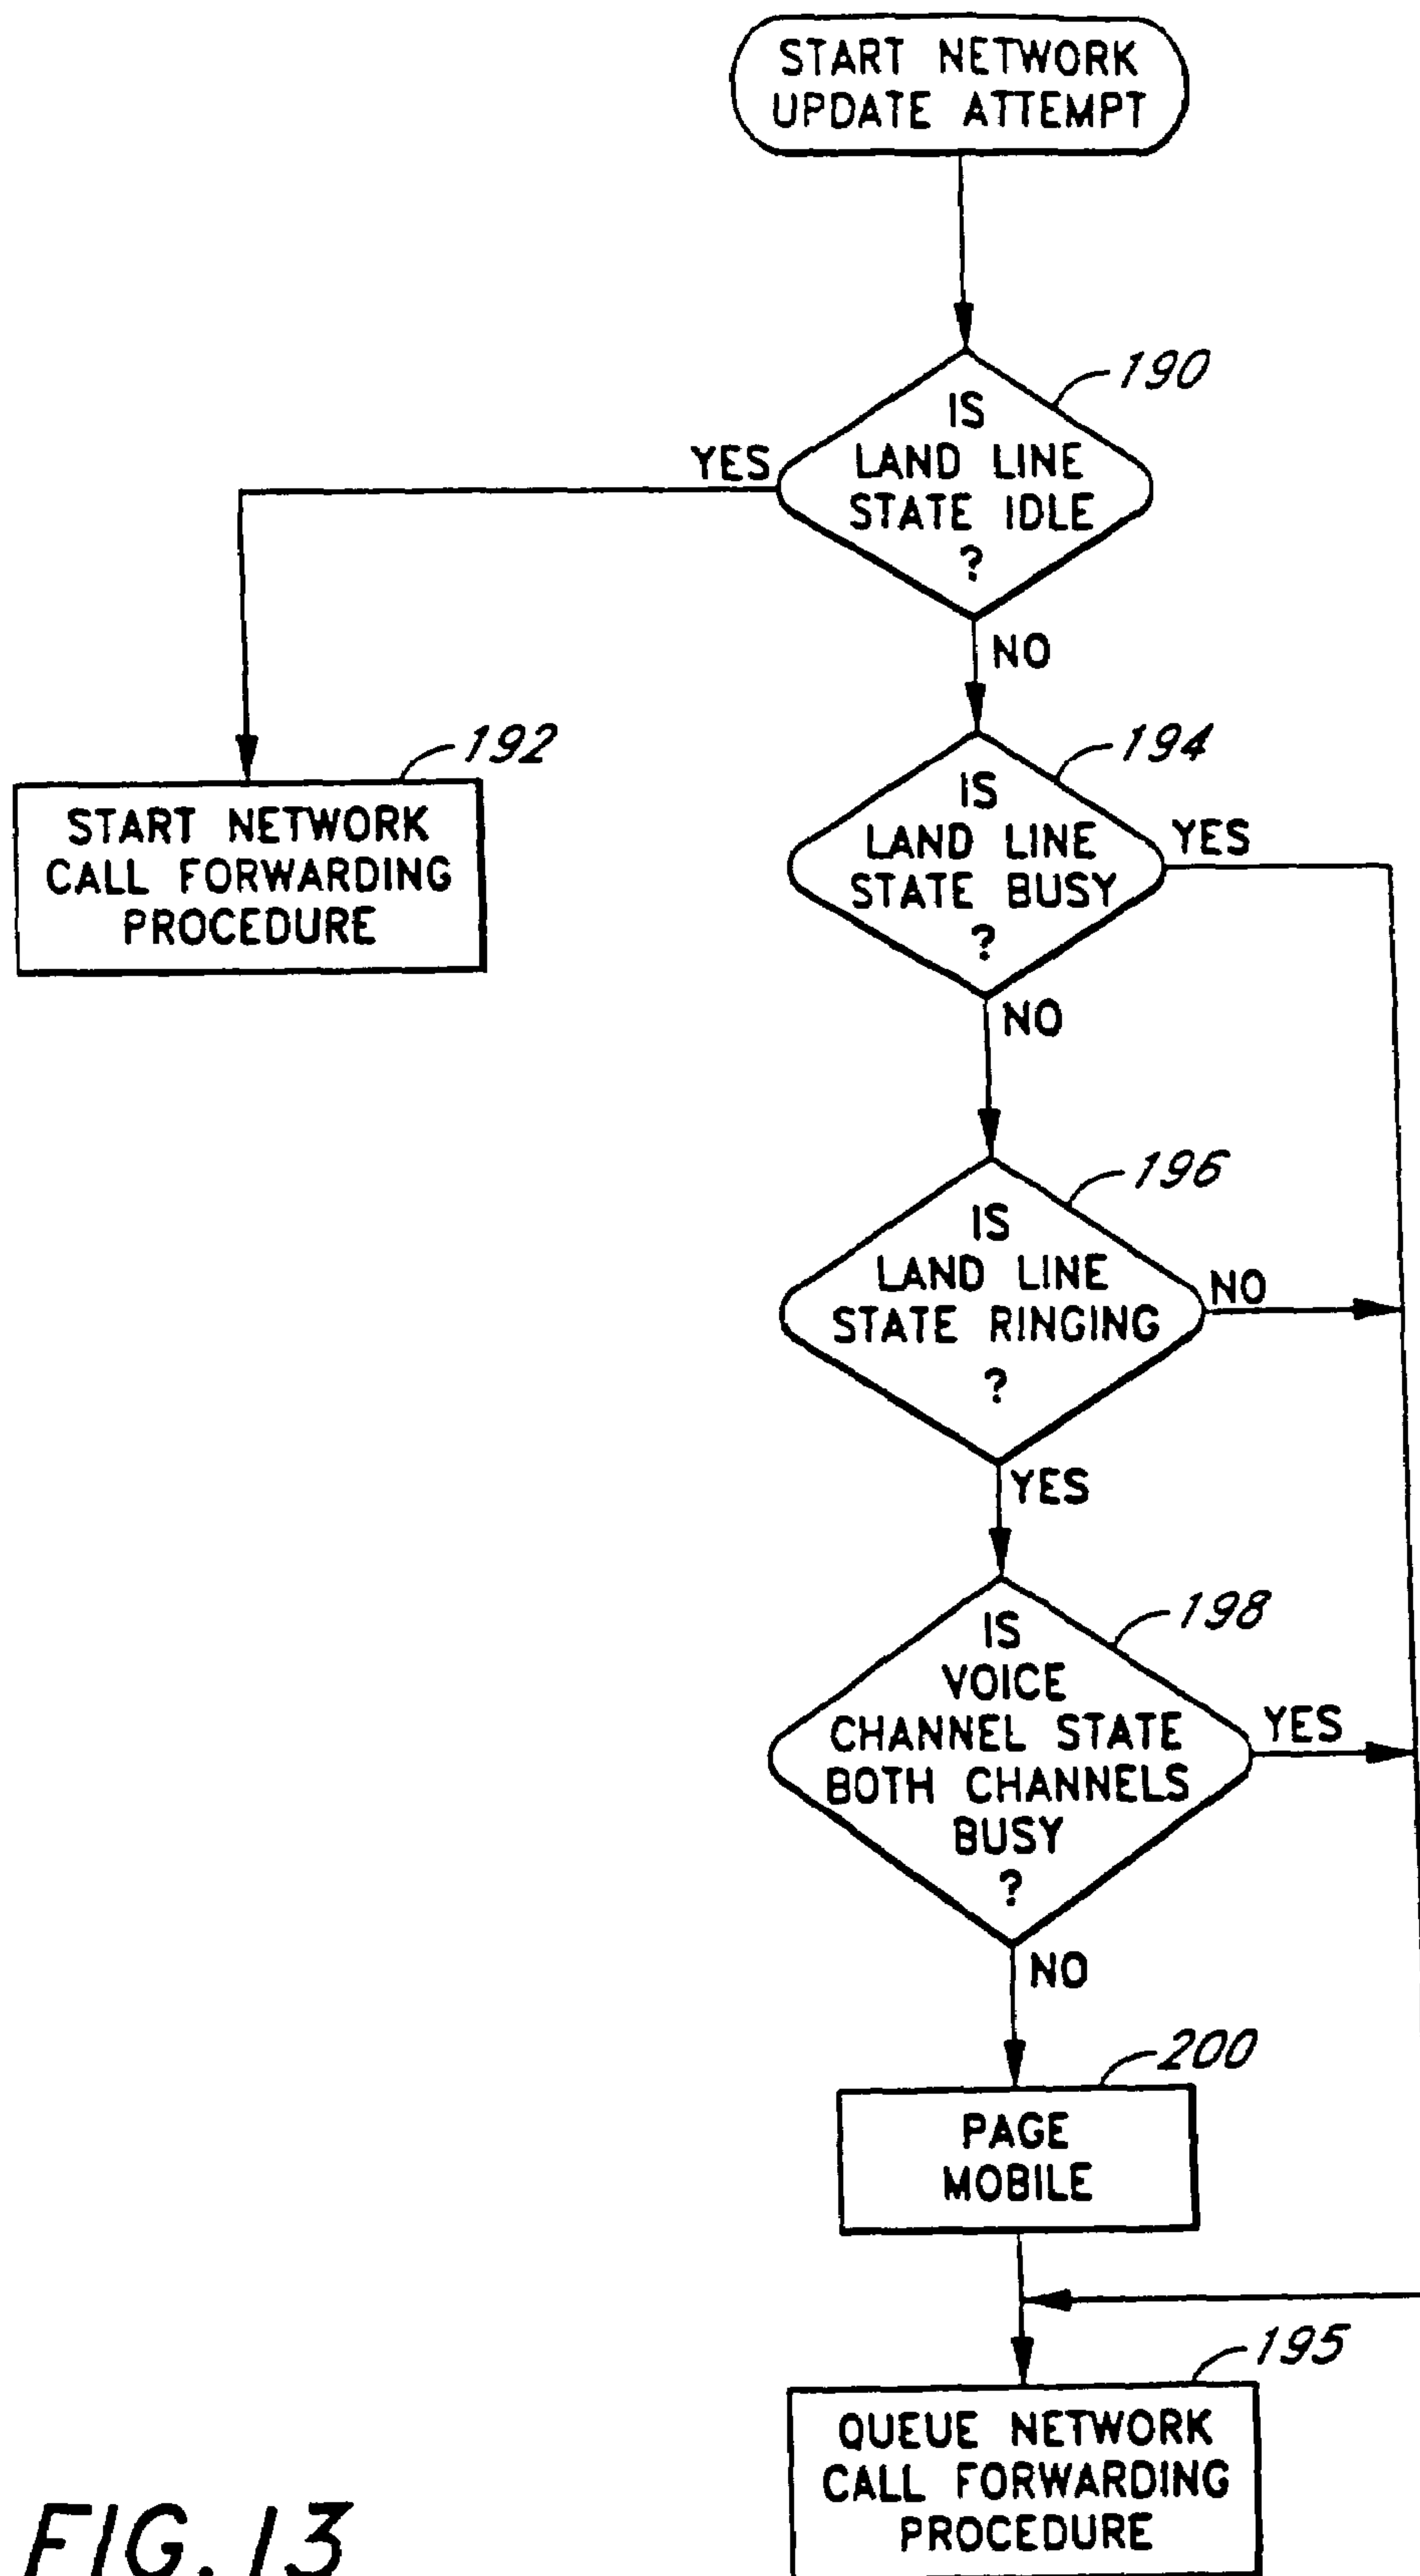 START NETWORK
UPDATE ATTEMPT
190
IS
LAND LINE
STATE IDLE
?
YES
NO
192
START NETWORK
CALL FORWARDING
PROCEDURE
194
IS
LAND LINE
STATE BUSY
?
YES
NO
196
IS
LAND LINE
STATE RINGING
?
NO
YES
198
IS
VOICE
CHANNEL STATE
BOTH CHANNELS
BUSY
?
YES
NO
200
PAGE
MOBILE
195
QUEUE NETWORK
CALL FORWARDING
PROCEDURE
FIG. 13